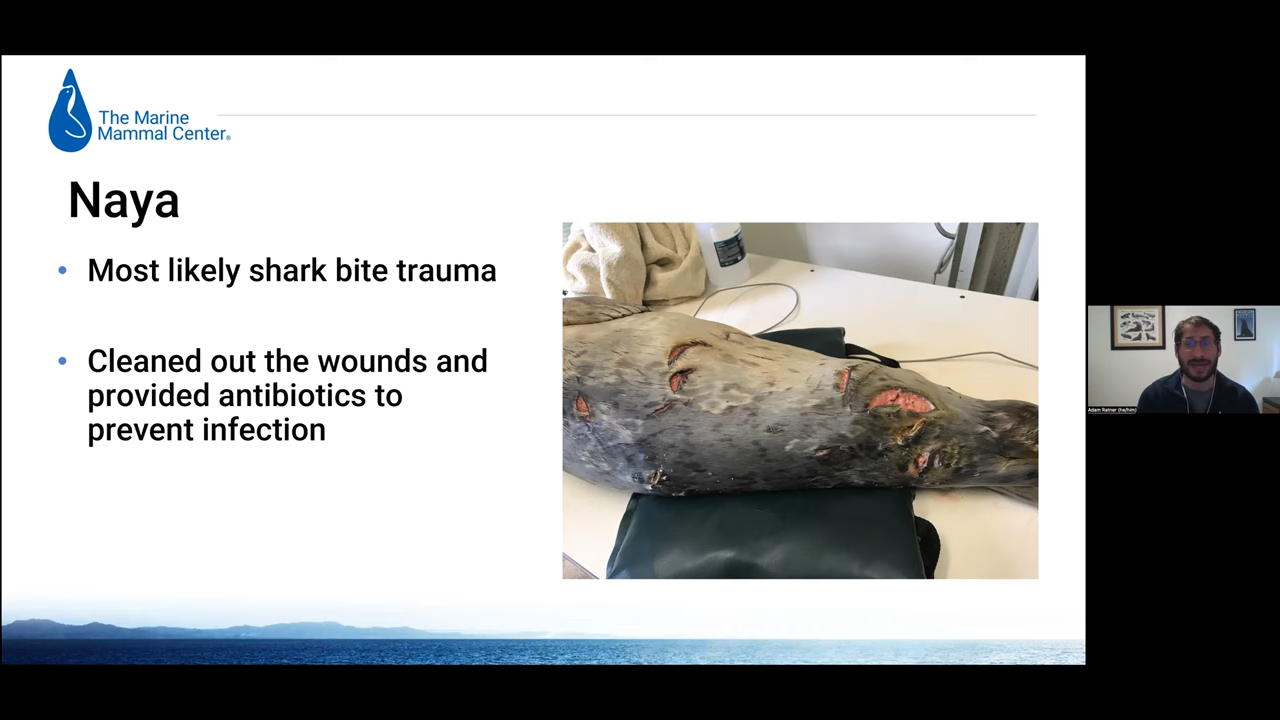 The Marine
Mammal Center®
Naya
• Most likely shark bite trauma
• Cleaned out the wounds and
provided antibiotics to
prevent infection
Adam Ratner (he/him)